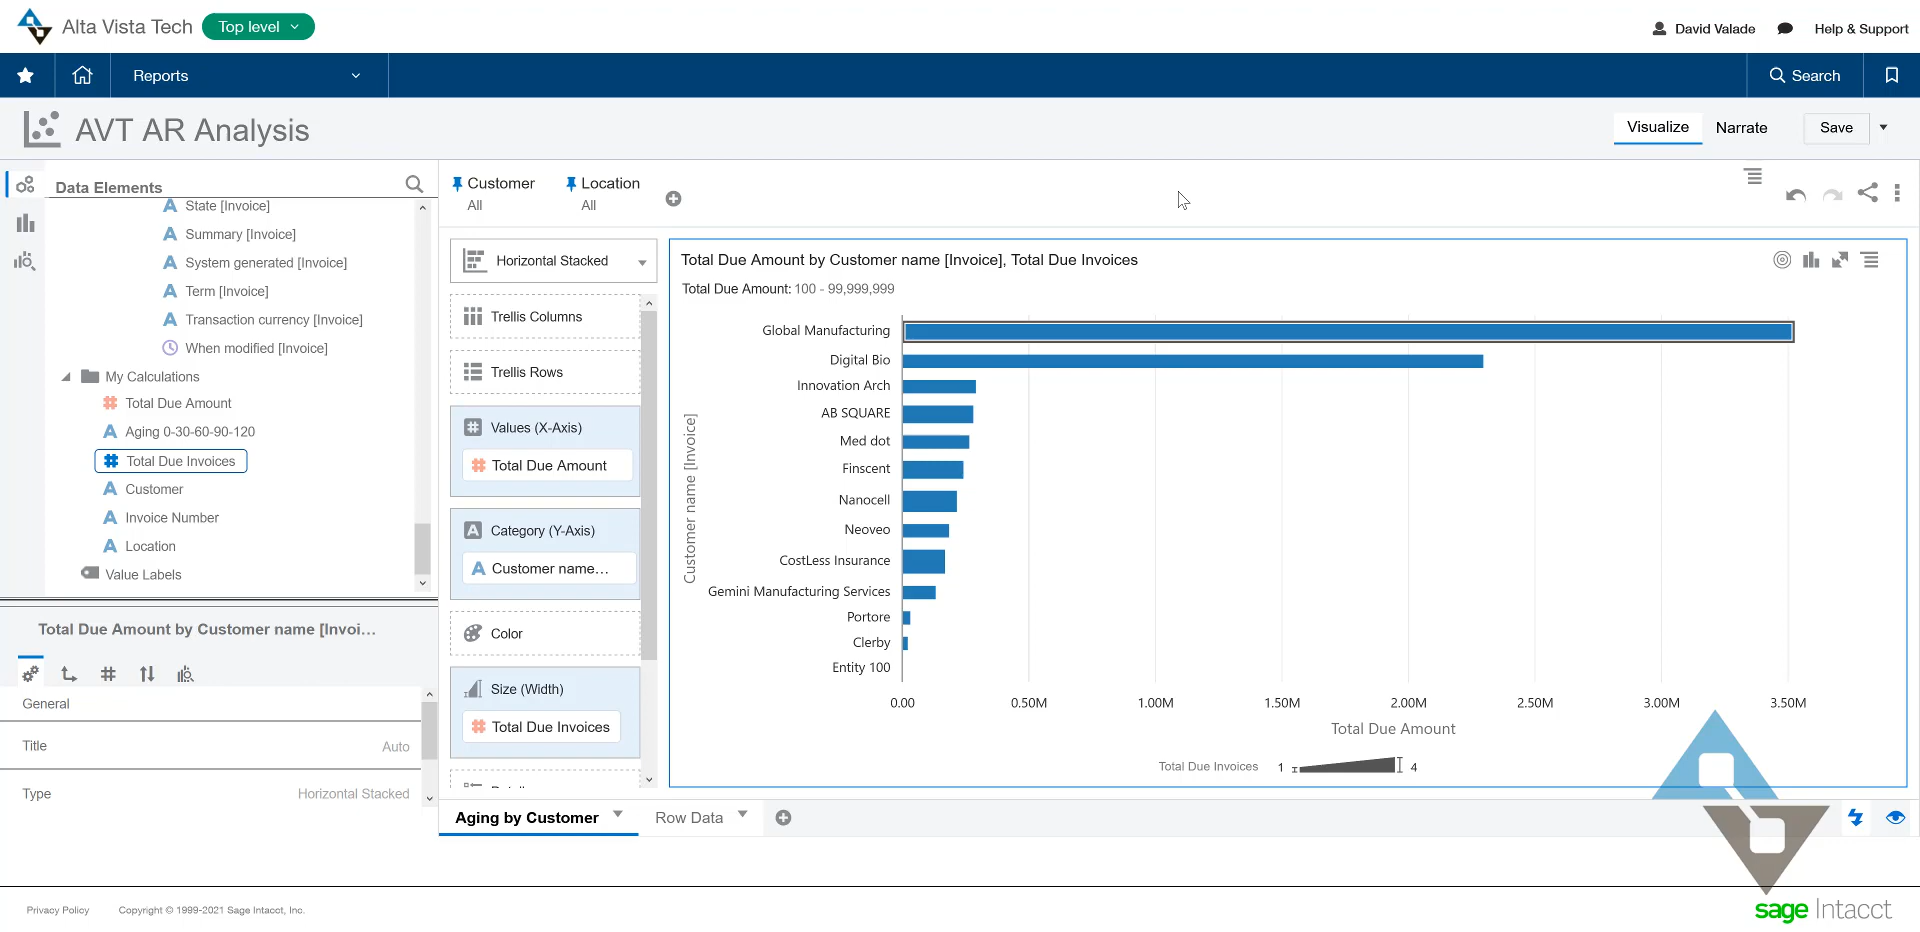 Alta Vista Tech
Top level
David Valade
Help & Support
Reports
Search
AVT AR Analysis
Visualize
Narrate
Save
Data Elements
State [Invoice]
Summary [Invoice]
System generated [Invoice]
Term [Invoice]
Transaction currency [Invoice]
When modified [Invoice]
My Calculations
Total Due Amount
Aging 0-30-60-90-120
Total Due Invoices
Customer
Invoice Number
Location
Value Labels
Total Due Amount by Customer name [Invoi...
General
Title Auto
Type Horizontal Stacked
Customer
All
Location
All
Horizontal Stacked
Trellis Columns
Trellis Rows
Values (X-Axis)
Total Due Amount
Category (Y-Axis)
Customer name...
Color
Size (Width)
Total Due Invoices
Total Due Amount by Customer name [Invoice], Total Due Invoices
Total Due Amount: 100 - 99,999,999
Customer name [Invoice]
Global Manufacturing
Digital Bio
Innovation Arch
AB SQUARE
Med dot
Finscent
Nanocell
Neoveo
CostLess Insurance
Gemini Manufacturing Services
Portore
Clerby
Entity 100
0.00 0.50M 1.00M 1.50M 2.00M 2.50M 3.00M 3.50M
Total Due Amount
Total Due Invoices 1 4
Aging by Customer
Row Data
Privacy Policy
Copyright © 1999-2021 Sage Intacct, Inc.
sage Intacct